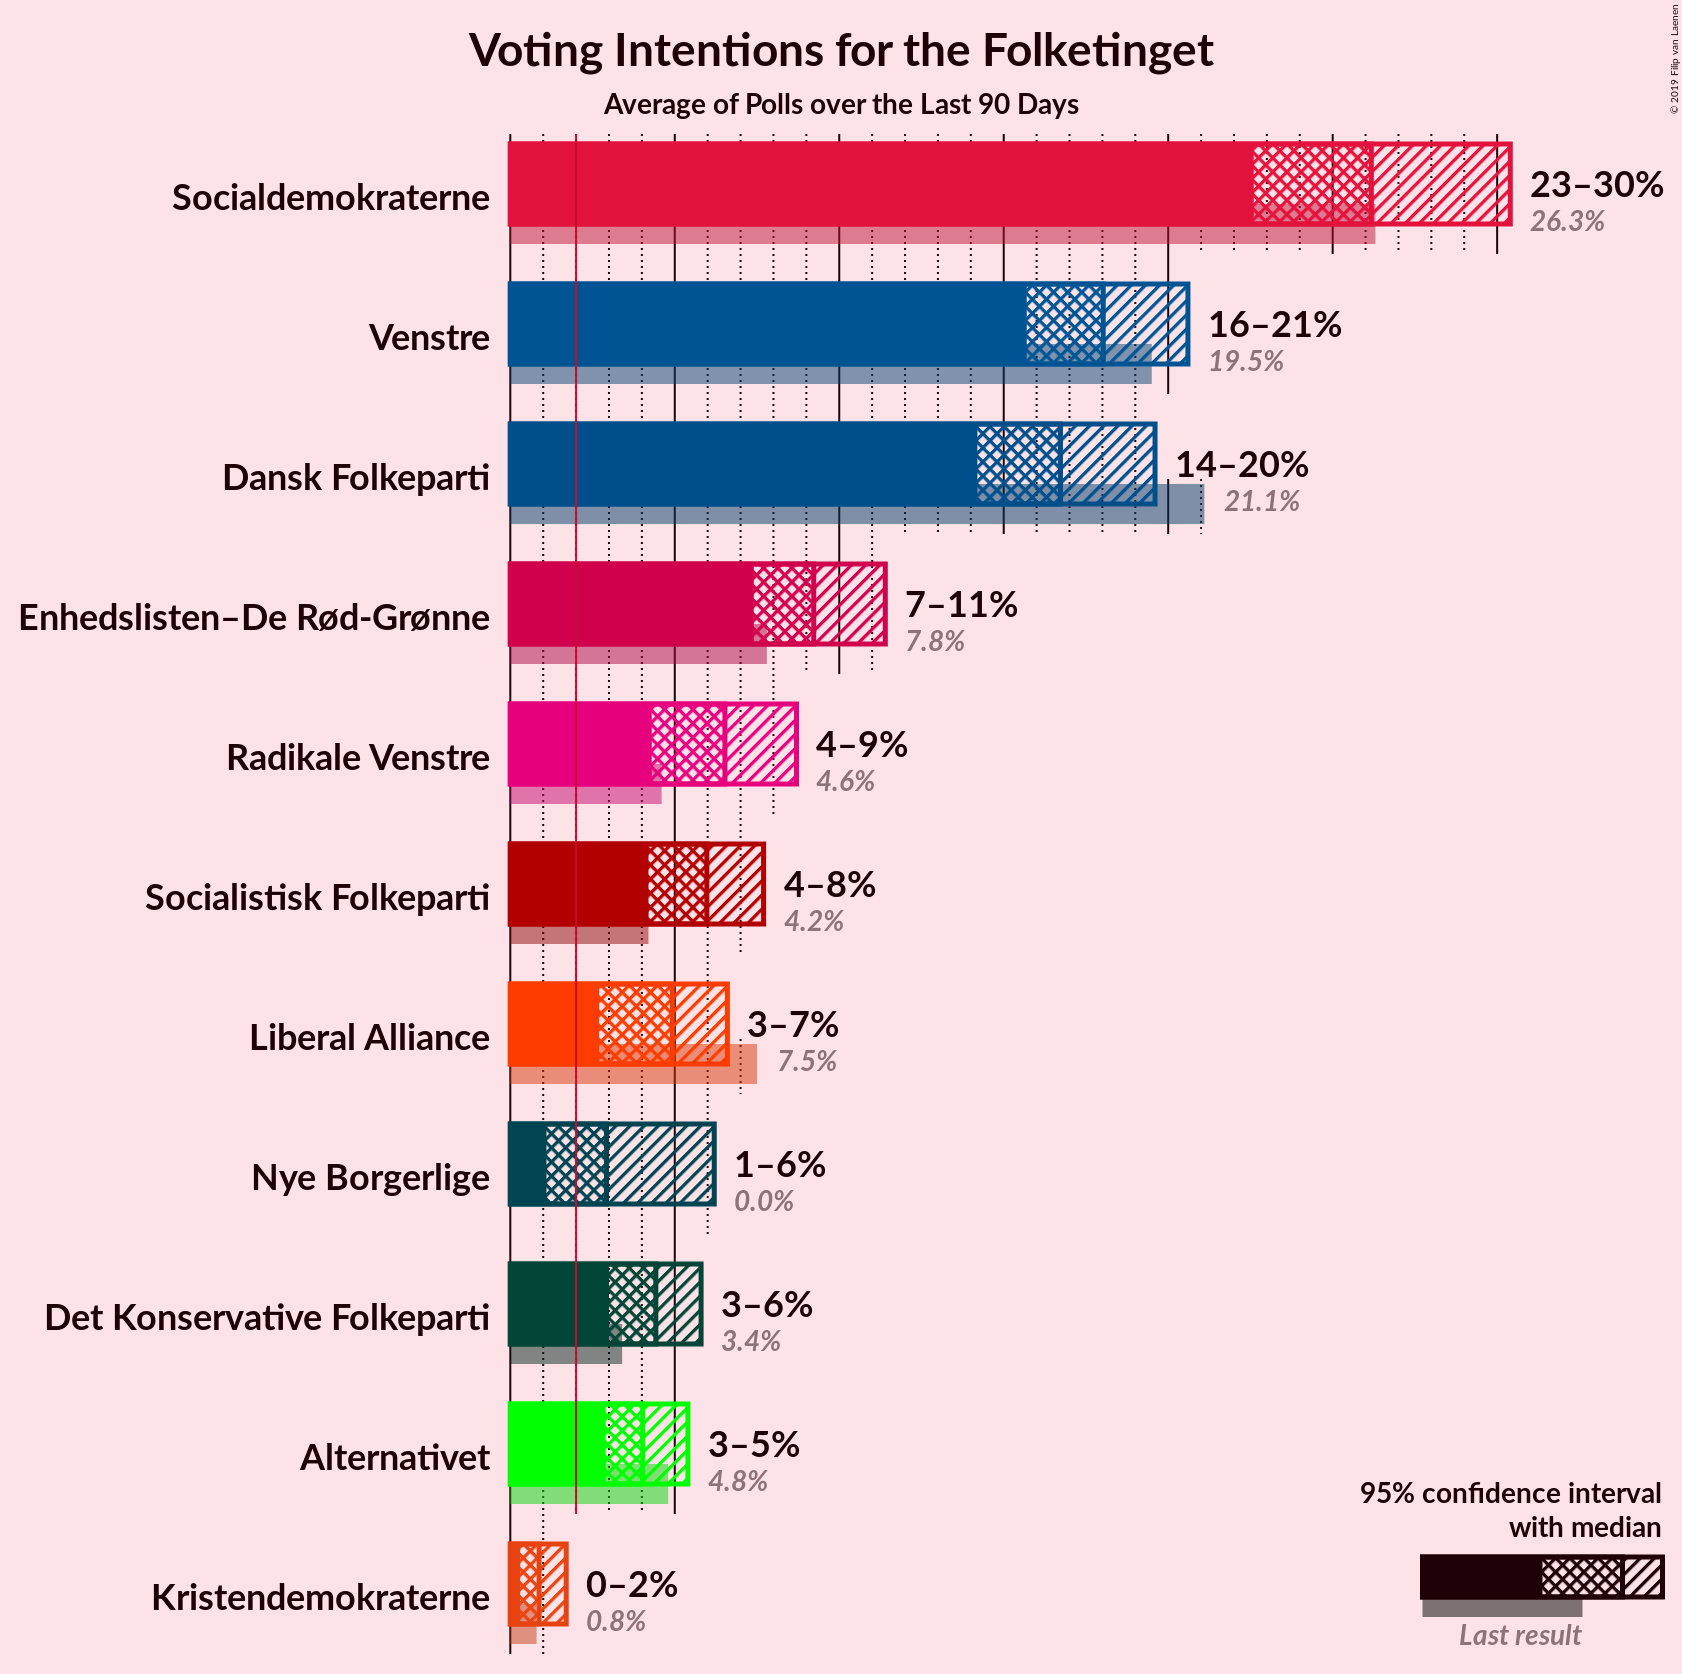 © 2019 Filip van Laenen
Voting Intentions for the Folketinget
Average of Polls over the Last 90 Days
Socialdemokraterne
23–30%
26.3%
Venstre
16–21%
19.5%
Dansk Folkeparti
14–20%
21.1%
Enhedslisten–De Rød-Grønne
7–11%
7.8%
Radikale Venstre
4–9%
4.6%
Socialistisk Folkeparti
4–8%
4.2%
Liberal Alliance
3–7%
7.5%
Nye Borgerlige
1–6%
0.0%
Det Konservative Folkeparti
3–6%
3.4%
Alternativet
3–5%
4.8%
Kristendemokraterne
0–2%
0.8%
95% confidence interval
with median
Last result